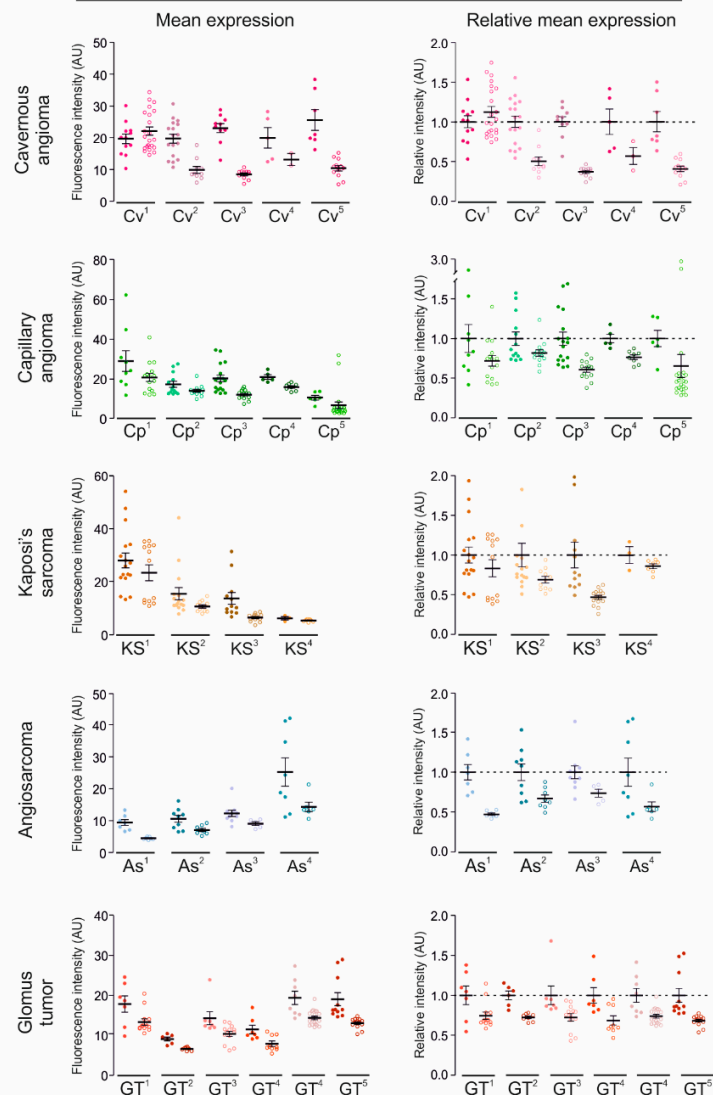 Mean expression
Relative mean expression
Cavernous angioma
Fluorescence intensity (AU)
50
40
30
20
10
0
Cv¹ Cv² Cv³ Cv⁴ Cv⁵
Relative intensity (AU)
2.0
1.5
1.0
0.5
0.0
Cv¹ Cv² Cv³ Cv⁴ Cv⁵
Capillary angioma
Fluorescence intensity (AU)
80
60
40
20
0
Cp¹ Cp² Cp³ Cp⁴ Cp⁵
Relative intensity (AU)
3.0
1.5
1.0
0.5
0.0
Cp¹ Cp² Cp³ Cp⁴ Cp⁵
Kaposi's sarcoma
Fluorescence intensity (AU)
60
40
20
0
KS¹ KS² KS³ KS⁴
Relative intensity (AU)
2.0
1.5
1.0
0.5
0.0
KS¹ KS² KS³ KS⁴
Angiosarcoma
Fluorescence intensity (AU)
50
40
30
20
10
0
As¹ As² As³ As⁴
Relative intensity (AU)
2.0
1.5
1.0
0.5
0.0
As¹ As² As³ As⁴
Glomus tumor
Fluorescence intensity (AU)
40
30
20
10
0
GT¹ GT² GT³ GT⁴ GT⁴ GT⁵
Relative intensity (AU)
2.0
1.5
1.0
0.5
0.0
GT¹ GT² GT³ GT⁴ GT⁴ GT⁵